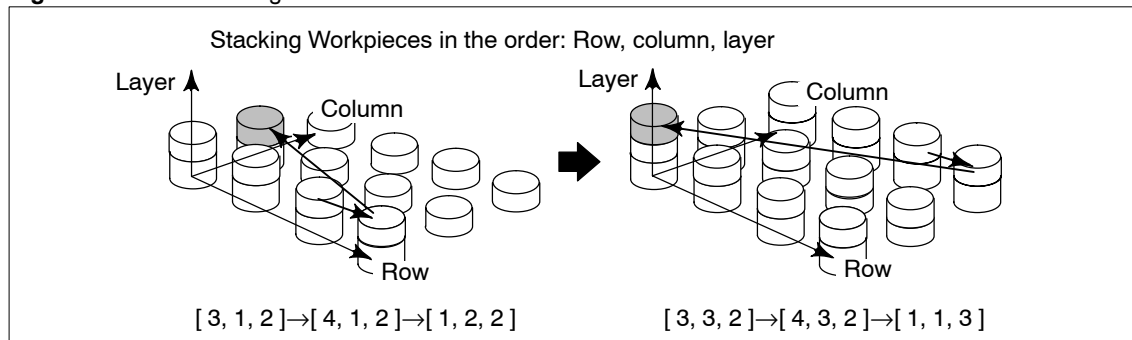 Stacking Workpieces in the order: Row, column, layer
Layer
Column
Row
[ 3, 1, 2 ]→[ 4, 1, 2 ]→[ 1, 2, 2 ]
Layer
Column
Row
[ 3, 3, 2 ]→[ 4, 3, 2 ]→[ 1, 1, 3 ]